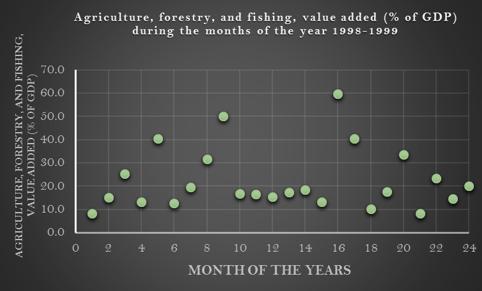 Agriculture, forestry, and fishing, value added (% of GDP)
during the months of the year 1998-1999
AGRICULTURE, FORESTRY, AND FISHING,
VALUE ADDED (% OF GDP)
70.0
60.0
50.0
40.0
30.0
20.0
10.0
0.0
0 2 4 6 8 10 12 14 16 18 20 22 24
MONTH OF THE YEARS